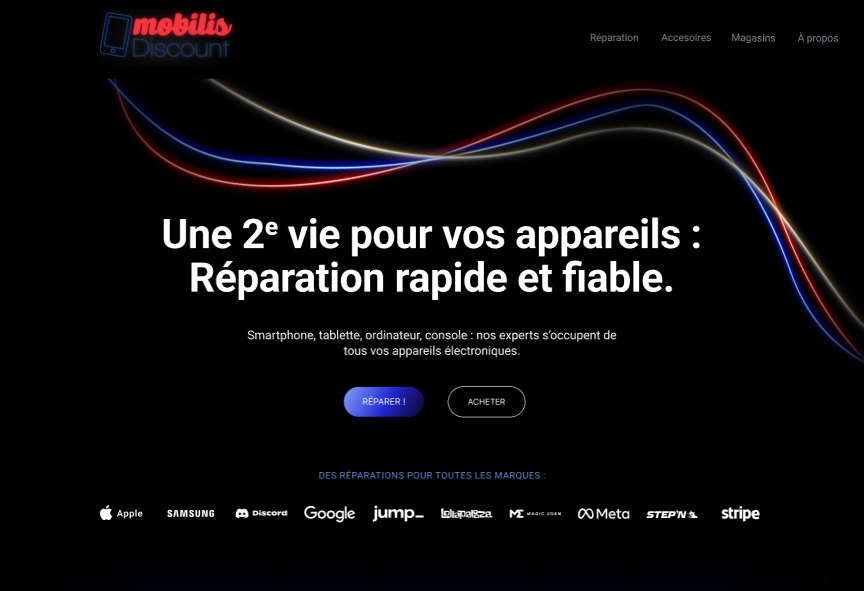 mobilis
Discount
Réparation Accesoires Magasins À propos
Une 2e vie pour vos appareils :
Réparation rapide et fiable.
Smartphone, tablette, ordinateur, console : nos experts s’occupent de
tous vos appareils électroniques.
RÉPARER ! ACHETER
DES RÉPARATIONS POUR TOUTES LES MARQUES :
Apple SAMSUNG Discord Google jump_ Lollapalooza MAGIC EDEN Meta STEP'N stripe